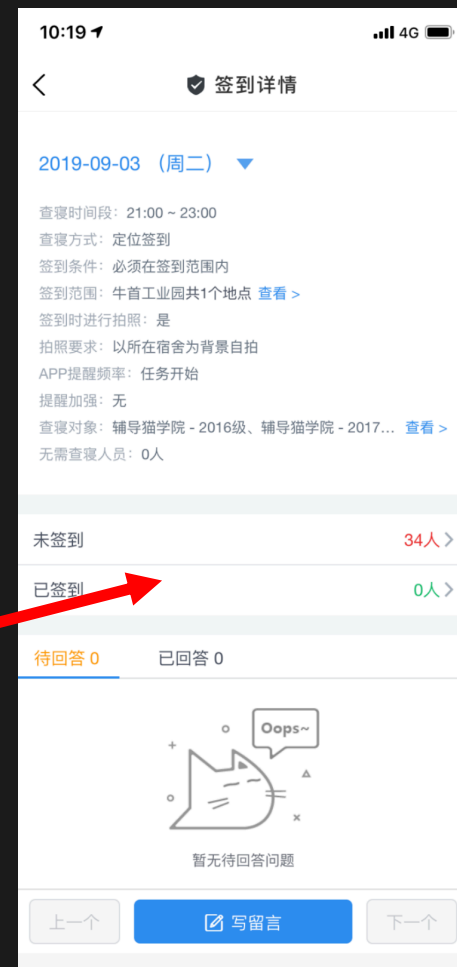 10:19
4G
签到详情
2019-09-03 （周二）
查寝时间段：21:00 ~ 23:00
查寝方式：定位签到
签到条件：必须在签到范围内
签到范围：牛首工业园共1个地点 查看 >
签到时进行拍照：是
拍照要求：以所在宿舍为背景自拍
APP提醒频率：任务开始
提醒加强：无
查寝对象：辅导猫学院 - 2016级、辅导猫学院 - 2017... 查看 >
无需查寝人员：0人
未签到 34人
已签到 0人
待回答 0 已回答 0
Oops~
暂无待回答问题
上一个 写留言 下一个